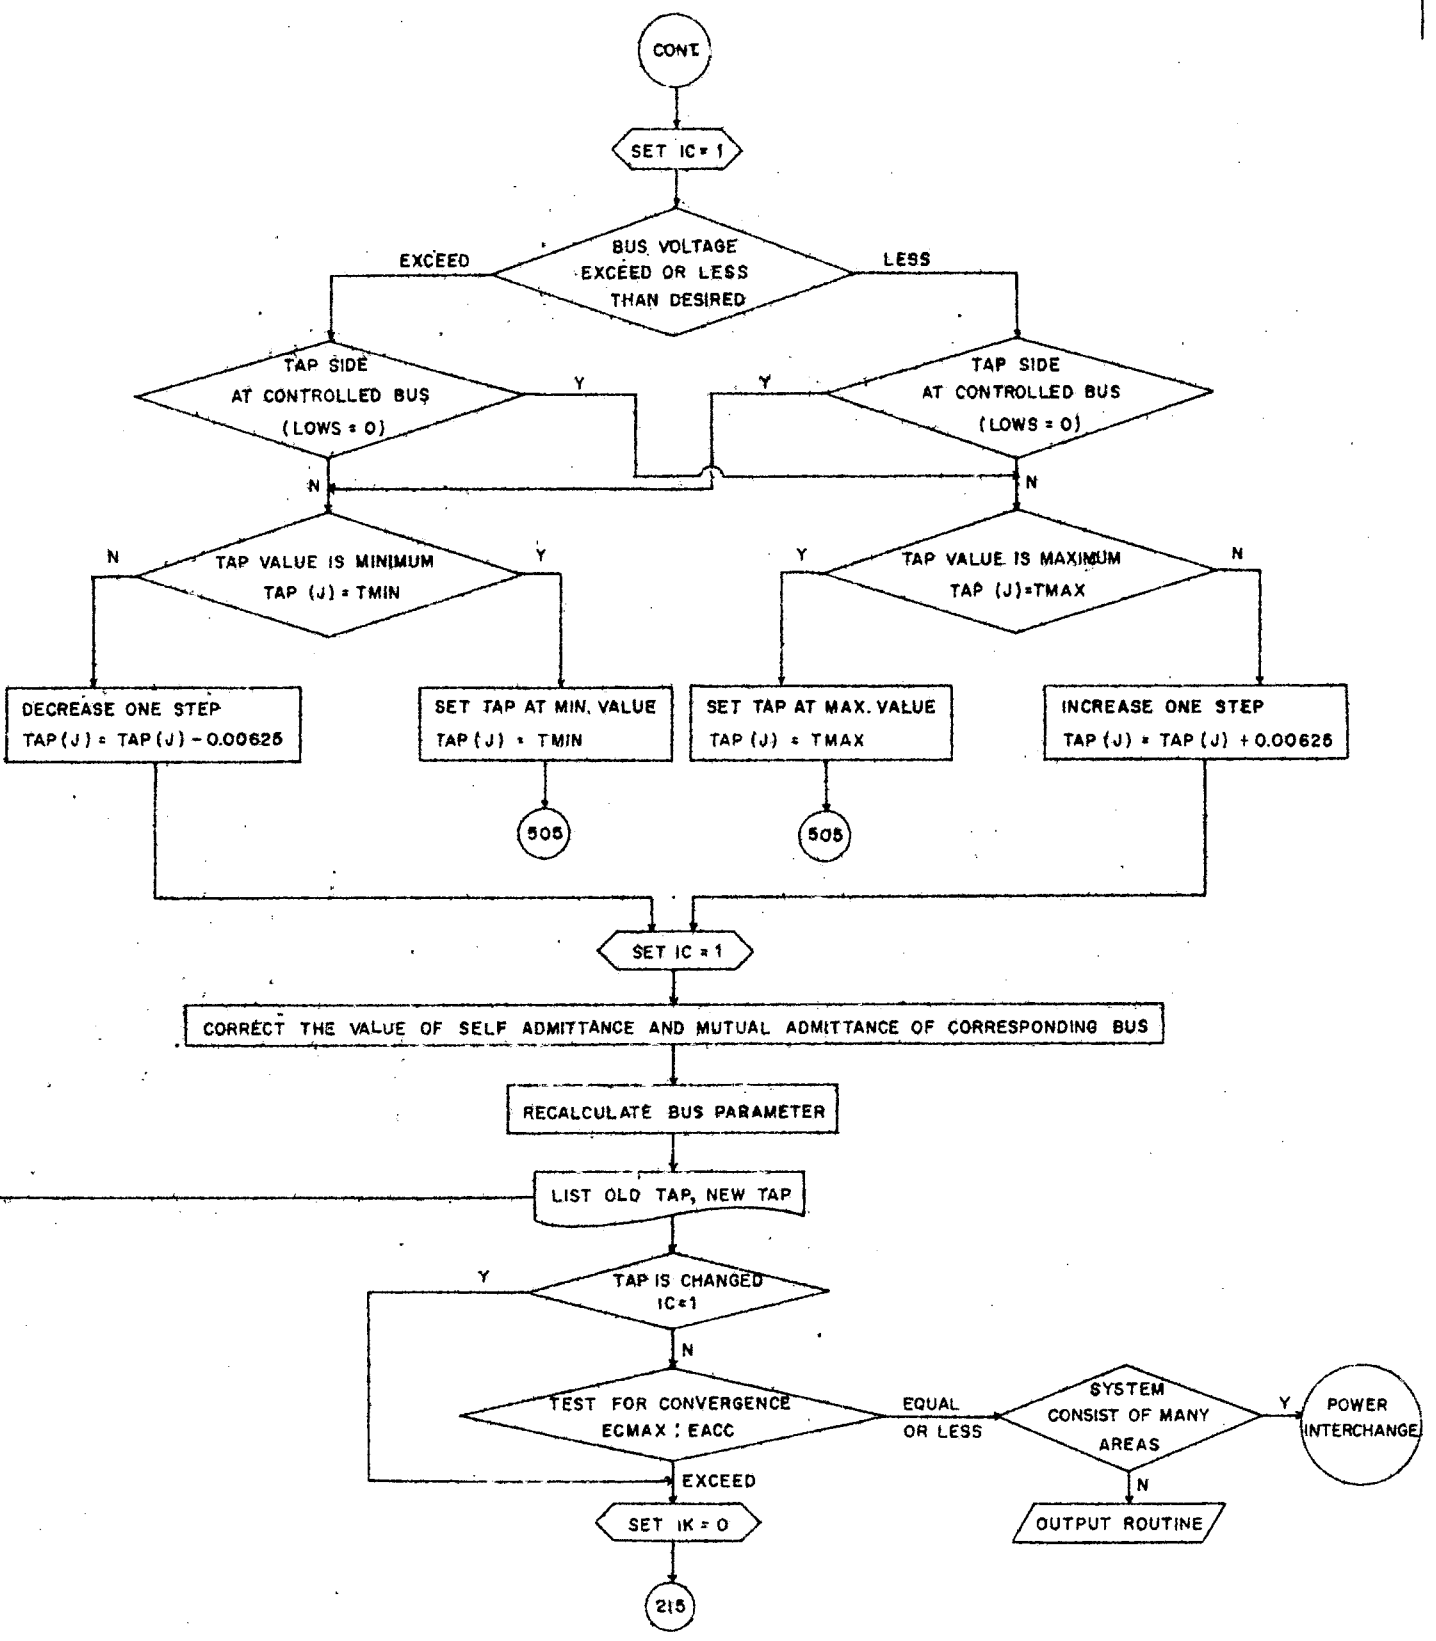 CONT.
SET IC = 1
BUS VOLTAGE
EXCEED OR LESS
THAN DESIRED
EXCEED
LESS
TAP SIDE
AT CONTROLLED BUS
(LOWS = 0)
Y
Y
TAP SIDE
AT CONTROLLED BUS
(LOWS = 0)
N
N
N
TAP VALUE IS MINIMUM
TAP (J) = TMIN
Y
Y
TAP VALUE IS MAXIMUM
TAP (J)=TMAX
N
DECREASE ONE STEP
TAP(J) = TAP(J) - 0.00625
SET TAP AT MIN. VALUE
TAP(J) = TMIN
SET TAP AT MAX. VALUE
TAP (J) = TMAX
INCREASE ONE STEP
TAP (J) = TAP (J) + 0.00625
505
505
SET IC = 1
CORRECT THE VALUE OF SELF ADMITTANCE AND MUTUAL ADMITTANCE OF CORRESPONDING BUS
RECALCULATE BUS PARAMETER
LIST OLD TAP, NEW TAP
Y
TAP IS CHANGED
IC=1
N
TEST FOR CONVERGENCE
ECMAX : EACC
EQUAL
OR LESS
SYSTEM
CONSIST OF MANY
AREAS
Y
POWER
INTERCHANGE
EXCEED
N
SET IK = 0
OUTPUT ROUTINE
215